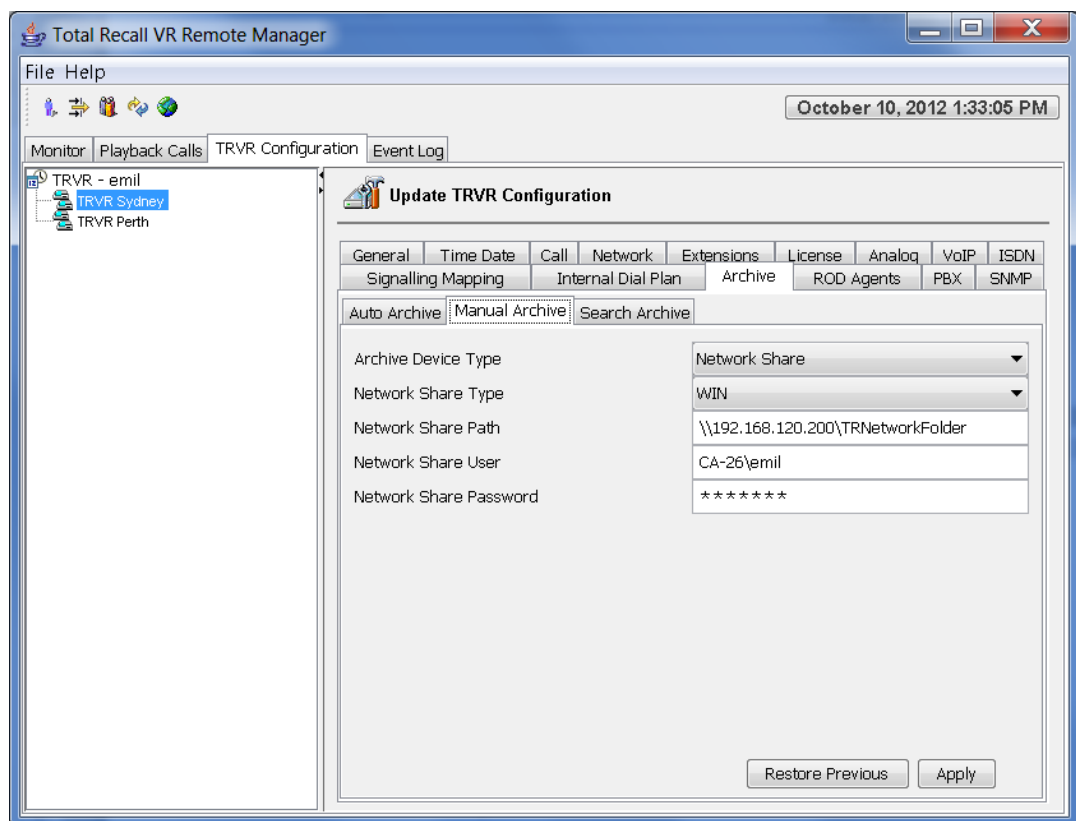 Total Recall VR Remote Manager
File Help
October 10, 2012 1:33:05 PM
Monitor Playback Calls TRVR Configuration Event Log
TRVR - emil
TRVR Sydney
TRVR Perth
Update TRVR Configuration
General Time Date Call Network Extensions License Analog VoIP ISDN
Signalling Mapping Internal Dial Plan Archive ROD Agents PBX SNMP
Auto Archive Manual Archive Search Archive
Archive Device Type Network Share
Network Share Type WIN
Network Share Path \\192.168.120.200\TRNetworkFolder
Network Share User CA-26\emil
Network Share Password *******
Restore Previous Apply